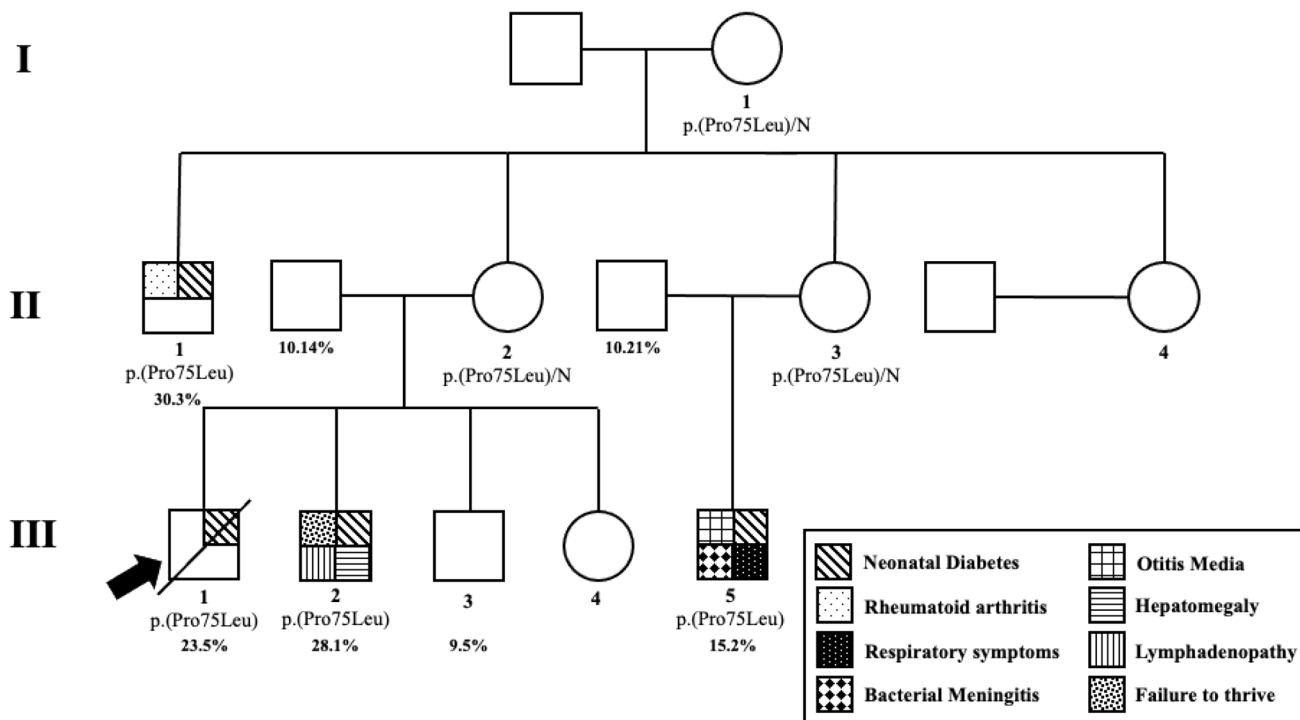 I
1
p.(Pro75Leu)/N
II
1
p.(Pro75Leu)
30.3%
10.14%
2
p.(Pro75Leu)/N
10.21%
3
p.(Pro75Leu)/N
4
III
1
p.(Pro75Leu)
23.5%
2
p.(Pro75Leu)
28.1%
3
9.5%
4
5
p.(Pro75Leu)
15.2%
Neonatal Diabetes
Rheumatoid arthritis
Respiratory symptoms
Bacterial Meningitis
Otitis Media
Hepatomegaly
Lymphadenopathy
Failure to thrive